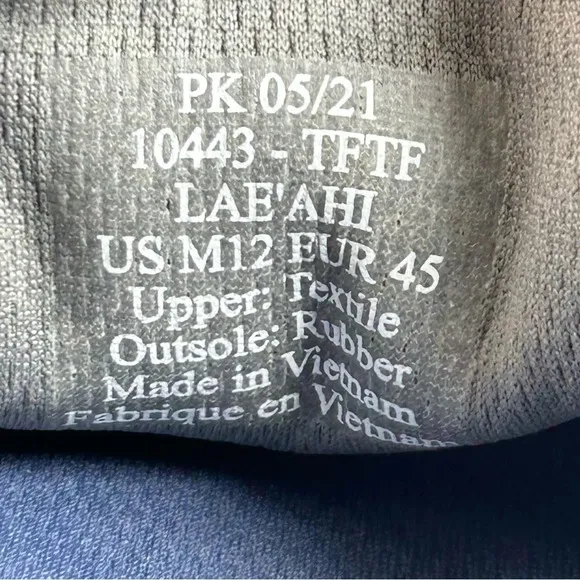 PK 05/21
10443 - TFTF
LAE'AHI
US M12 EUR 45
Upper: Textile
Outsole: Rubber
Made in Vietnam
Fabrique en Vietnam